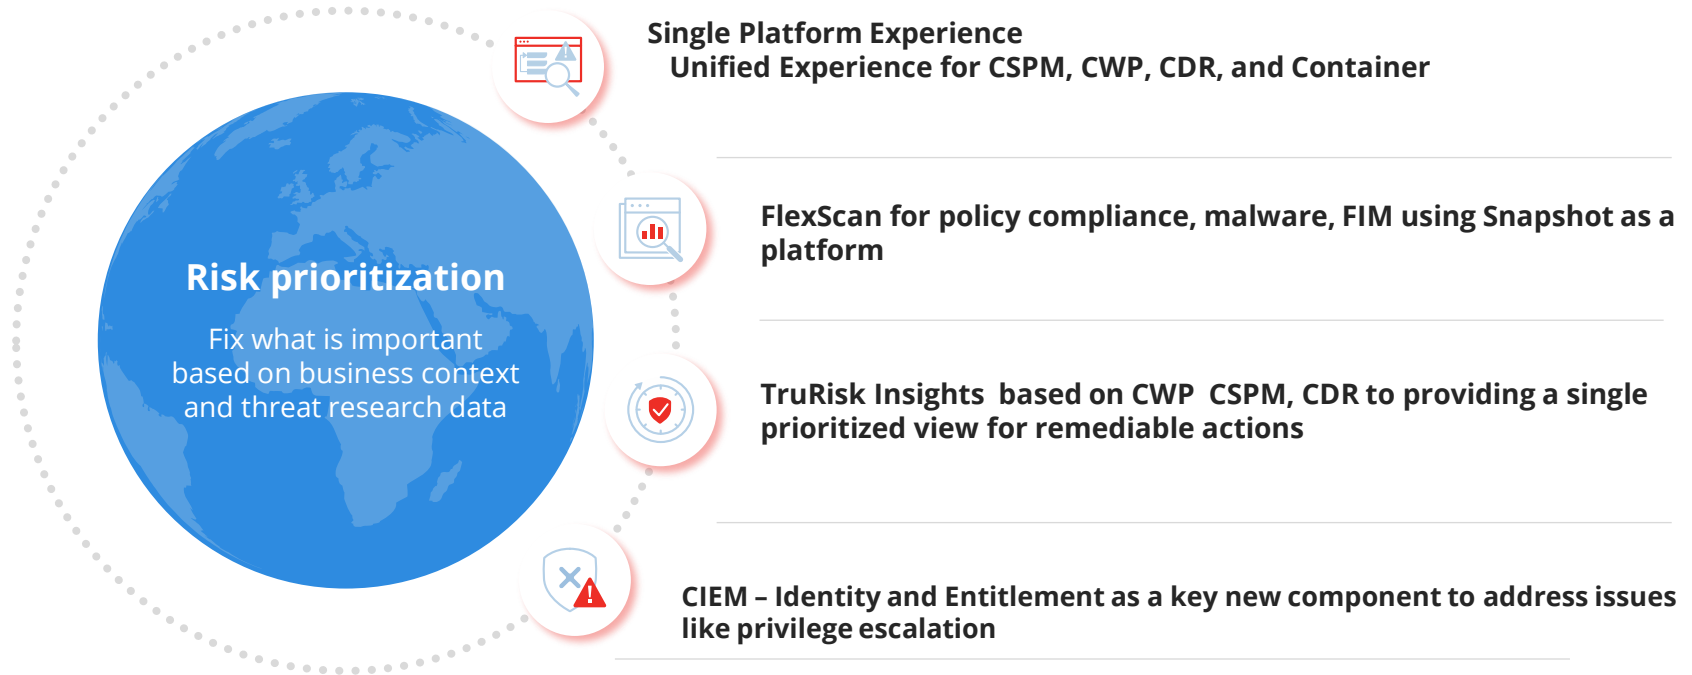 Single Platform Experience
Unified Experience for CSPM, CWP, CDR, and Container
FlexScan for policy compliance, malware, FIM using Snapshot as a
platform
Risk prioritization
Fix what is important
based on business context
and threat research data
TruRisk Insights  based on CWP  CSPM, CDR to providing a single
prioritized view for remediable actions
CIEM – Identity and Entitlement as a key new component to address issues
like privilege escalation